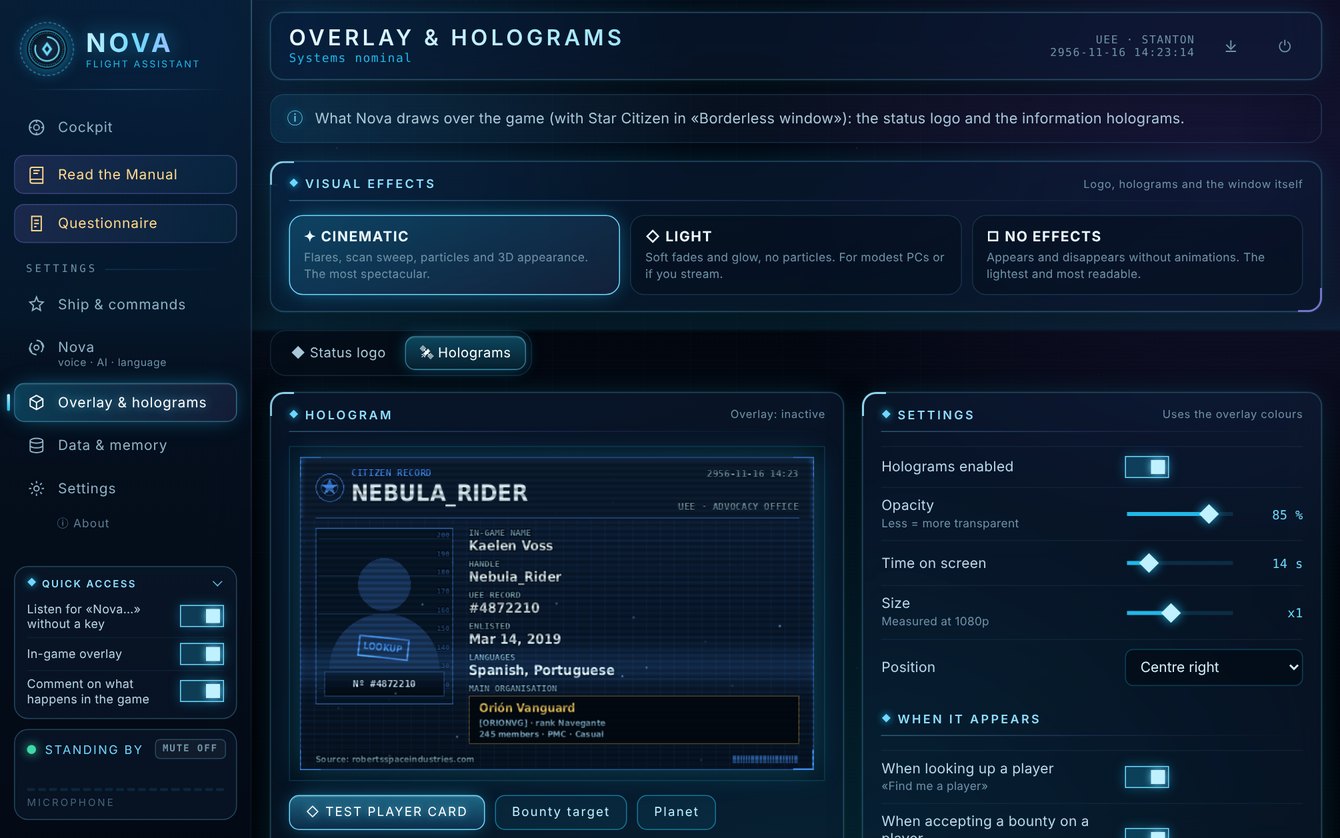 NOVA
FLIGHT ASSISTANT
Cockpit
Read the Manual
Questionnaire
SETTINGS
Ship & commands
Nova
voice · AI · language
Overlay & holograms
Data & memory
Settings
About
QUICK ACCESS
Listen for «Nova...»
without a key
In-game overlay
Comment on what
happens in the game
STANDING BY
MUTE OFF
MICROPHONE
OVERLAY & HOLOGRAMS
Systems nominal
UEE · STANTON
2956-11-16 14:23:14
What Nova draws over the game (with Star Citizen in «Borderless window»): the status logo and the information holograms.
VISUAL EFFECTS
Logo, holograms and the window itself
CINEMATIC
Flares, scan sweep, particles and 3D appearance.
The most spectacular.
LIGHT
Soft fades and glow, no particles. For modest PCs or
if you stream.
NO EFFECTS
Appears and disappears without animations. The
lightest and most readable.
Status logo
Holograms
HOLOGRAM
Overlay: inactive
CITIZEN RECORD
NEBULA_RIDER
2956-11-16 14:23
UEE · ADVOCACY OFFICE
200
190
180
170
160
150
140
130
LOOKUP
Nº #4872210
IN-GAME NAME
Kaelen Voss
HANDLE
Nebula_Rider
UEE RECORD
#4872210
ENLISTED
Mar 14, 2019
LANGUAGES
Spanish, Portuguese
MAIN ORGANISATION
Orión Vanguard
[ORIONVG] · rank Navegante
245 members · PMC · Casual
Source: robertsspaceindustries.com
TEST PLAYER CARD
Bounty target
Planet
SETTINGS
Uses the overlay colours
Holograms enabled
Opacity
Less = more transparent
85 %
Time on screen
14 s
Size
Measured at 1080p
x1
Position
Centre right
WHEN IT APPEARS
When looking up a player
«Find me a player»
When accepting a bounty on a
player